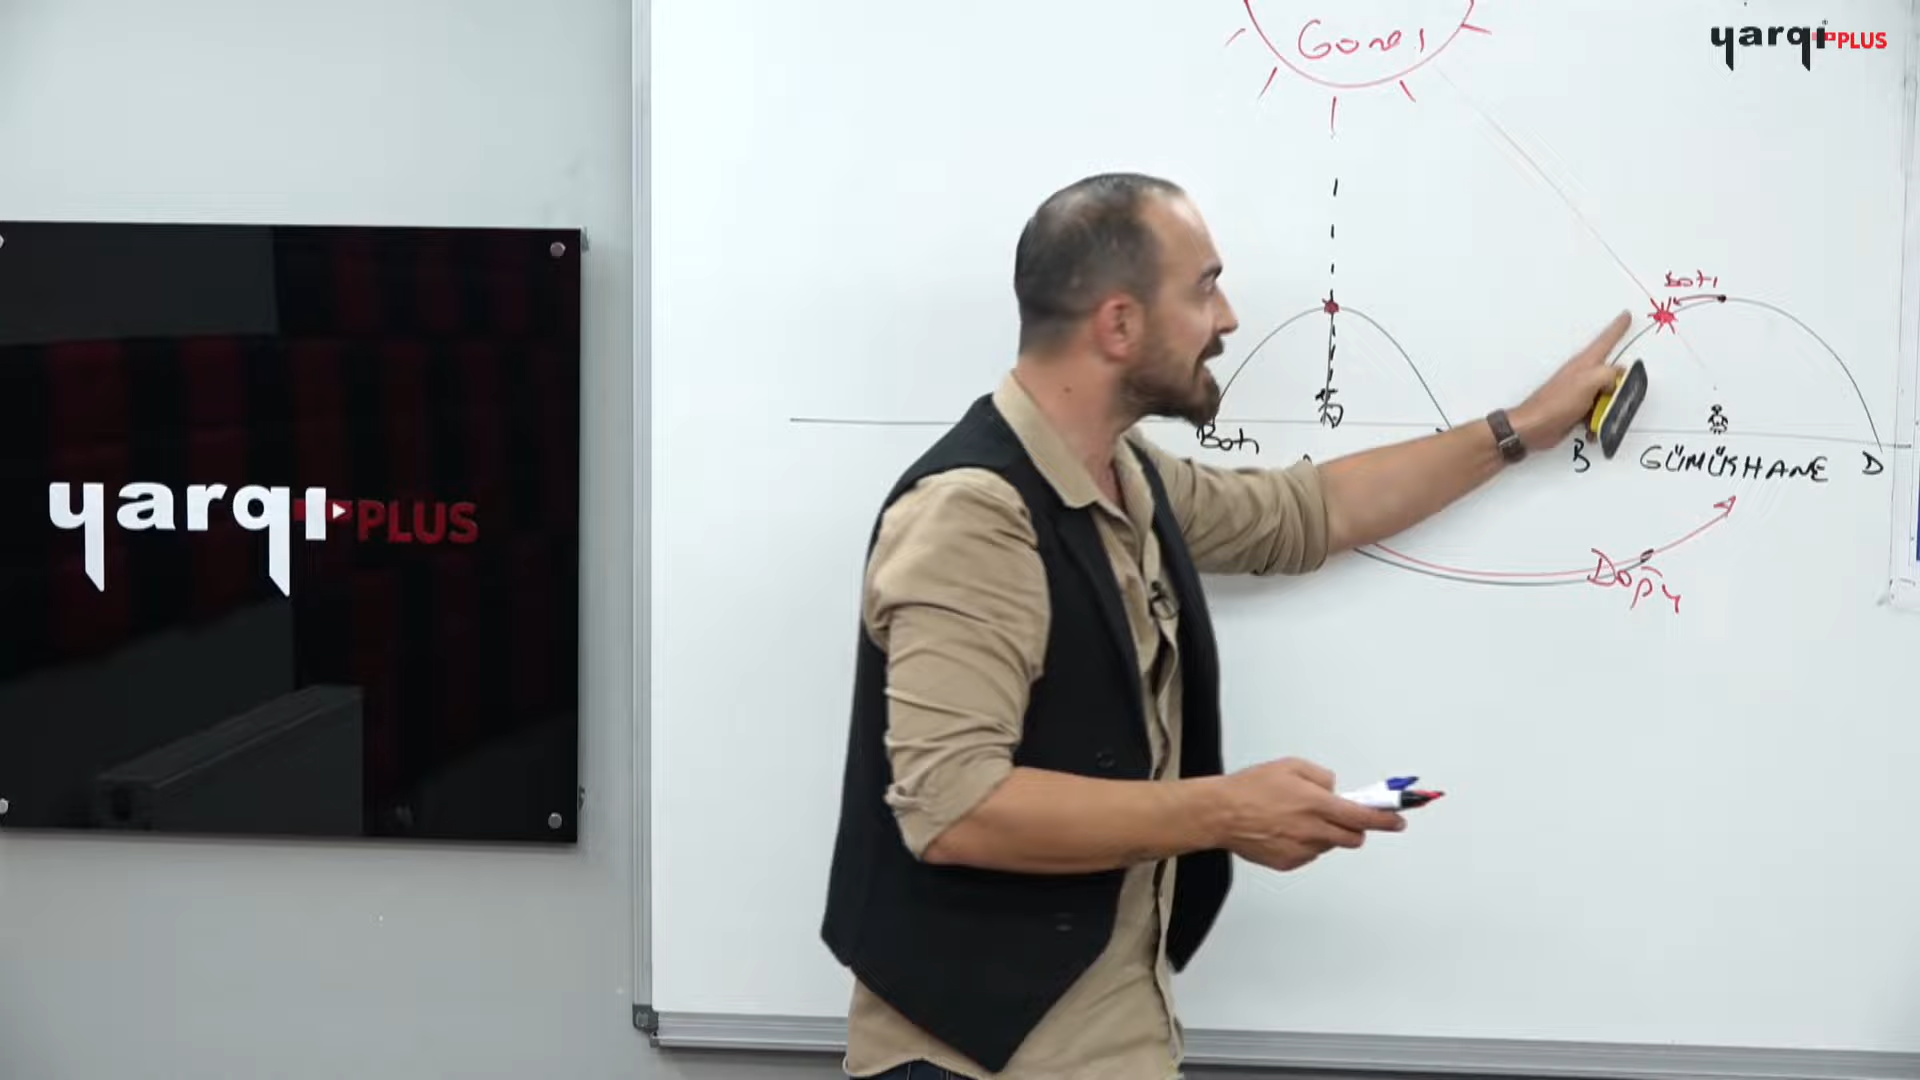 Güneş
yarqı PLUS
Batı
Batı
B
GÜMÜŞHANE
D
yarqı PLUS
Doğu